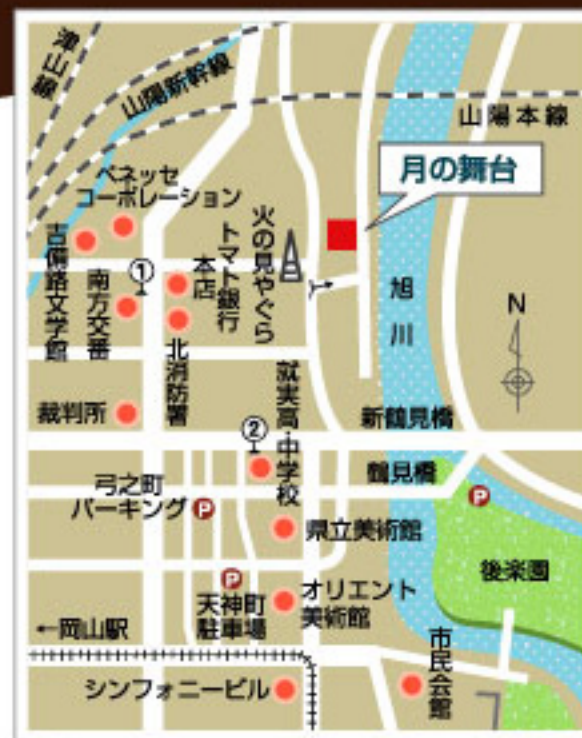 津山線
山陽新幹線
山陽本線
月の舞台
ベネッセ
コーポレーション
吉備路文学館
南方交番
①
本店
トマト銀行
火の見やぐら
旭川
N
北消防署
裁判所
就実高・中学校
②
新鶴見橋
鶴見橋
弓之町
パーキング
P
P
県立美術館
後楽園
P
天神町
駐車場
オリエント
美術館
←岡山駅
市民会館
シンフォニービル